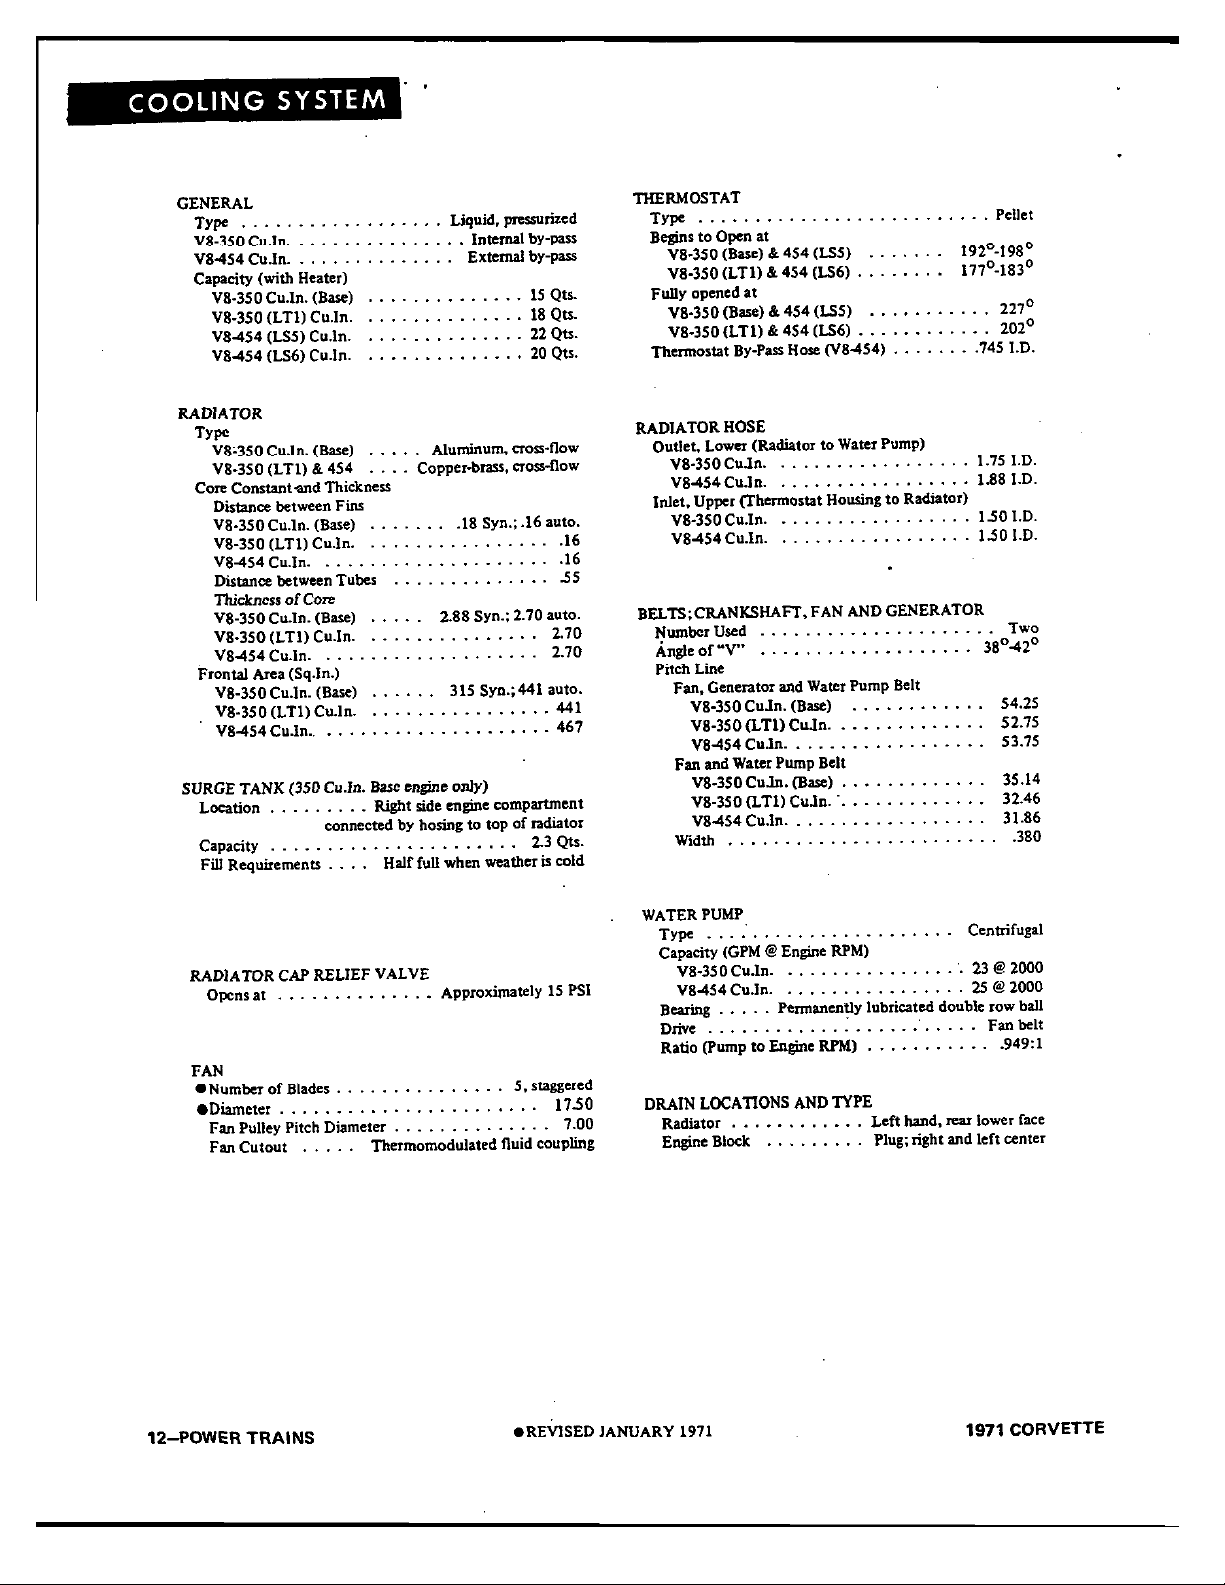 COOLING SYSTEM
GENERAL
Type . . . . . . . . . . . . . . . . . . Liquid, pressurized
V8-350 Cu.In. . . . . . . . . . . . . . . . Internal by-pass
V8-454 Cu.In. . . . . . . . . . . . . . . External by-pass
Capacity (with Heater)
V8-350 Cu.In. (Base) . . . . . . . . . . . . . . 15 Qts.
V8-350 (LT1) Cu.In. . . . . . . . . . . . . . . 18 Qts.
V8-454 (LS5) Cu.In. . . . . . . . . . . . . . . 22 Qts.
V8-454 (LS6) Cu.In. . . . . . . . . . . . . . . 20 Qts.
RADIATOR
Type
V8-350 Cu.In. (Base) . . . . . Aluminum, cross-flow
V8-350 (LT1) & 454 . . . . Copper-brass, cross-flow
Core Constant and Thickness
Distance between Fins
V8-350 Cu.In. (Base) . . . . . . . .18 Syn.; .16 auto.
V8-350 (LT1) Cu.In. . . . . . . . . . . . . . . . . .16
V8-454 Cu.In. . . . . . . . . . . . . . . . . . . . . .16
Distance between Tubes . . . . . . . . . . . . . . .55
Thickness of Core
V8-350 Cu.In. (Base) . . . . . 2.88 Syn.; 2.70 auto.
V8-350 (LT1) Cu.In. . . . . . . . . . . . . . . . 2.70
V8-454 Cu.In. . . . . . . . . . . . . . . . . . . . 2.70
Frontal Area (Sq.In.)
V8-350 Cu.In. (Base) . . . . . . 315 Syn.; 441 auto.
V8-350 (LT1) Cu.In. . . . . . . . . . . . . . . . . 441
V8-454 Cu.In. . . . . . . . . . . . . . . . . . . . . 467
SURGE TANK (350 Cu.In. Base engine only)
Location . . . . . . . . . Right side engine compartment
connected by hosing to top of radiator
Capacity . . . . . . . . . . . . . . . . . . . . . . 2.3 Qts.
Fill Requirements . . . . Half full when weather is cold
RADIATOR CAP RELIEF VALVE
Opens at . . . . . . . . . . . . . . Approximately 15 PSI
FAN
●Number of Blades . . . . . . . . . . . . . . . 5, staggered
●Diameter . . . . . . . . . . . . . . . . . . . . . . . 17.50
Fan Pulley Pitch Diameter . . . . . . . . . . . . . . 7.00
Fan Cutout . . . . . Thermomodulated fluid coupling
THERMOSTAT
Type . . . . . . . . . . . . . . . . . . . . . . . . . . Pellet
Begins to Open at
V8-350 (Base) & 454 (LS5) . . . . . . . 192°-198°
V8-350 (LT1) & 454 (LS6) . . . . . . . . 177°-183°
Fully opened at
V8-350 (Base) & 454 (LS5) . . . . . . . . . . . 227°
V8-350 (LT1) & 454 (LS6) . . . . . . . . . . . . 202°
Thermostat By-Pass Hose (V8-454) . . . . . . . .745 I.D.
RADIATOR HOSE
Outlet, Lower (Radiator to Water Pump)
V8-350 Cu.In. . . . . . . . . . . . . . . . . . 1.75 I.D.
V8-454 Cu.In. . . . . . . . . . . . . . . . . . 1.88 I.D.
Inlet, Upper (Thermostat Housing to Radiator)
V8-350 Cu.In. . . . . . . . . . . . . . . . . . 1.50 I.D.
V8-454 Cu.In. . . . . . . . . . . . . . . . . . 1.50 I.D.
BELTS; CRANKSHAFT, FAN AND GENERATOR
Number Used . . . . . . . . . . . . . . . . . . . . . Two
Angle of "V" . . . . . . . . . . . . . . . . . . . 38°-42°
Pitch Line
Fan, Generator and Water Pump Belt
V8-350 Cu.In. (Base) . . . . . . . . . . . . 54.25
V8-350 (LT1) Cu.In. . . . . . . . . . . . . . 52.75
V8-454 Cu.In. . . . . . . . . . . . . . . . . . . 53.75
Fan and Water Pump Belt
V8-350 Cu.In. (Base) . . . . . . . . . . . . . 35.14
V8-350 (LT1) Cu.In. . . . . . . . . . . . . . 32.46
V8-454 Cu.In. . . . . . . . . . . . . . . . . . . 31.86
Width . . . . . . . . . . . . . . . . . . . . . . . . .380
WATER PUMP
Type . . . . . . . . . . . . . . . . . . . . . . Centrifugal
Capacity (GPM @ Engine RPM)
V8-350 Cu.In. . . . . . . . . . . . . . . . . 23 @ 2000
V8-454 Cu.In. . . . . . . . . . . . . . . . . 25 @ 2000
Bearing . . . . . Permanently lubricated double row ball
Drive . . . . . . . . . . . . . . . . . . . . . . . . Fan belt
Ratio (Pump to Engine RPM) . . . . . . . . . . . .949:1
DRAIN LOCATIONS AND TYPE
Radiator . . . . . . . . . . . . Left hand, rear lower face
Engine Block . . . . . . . . . Plug; right and left center
12—POWER TRAINS
●REVISED JANUARY 1971
1971 CORVETTE